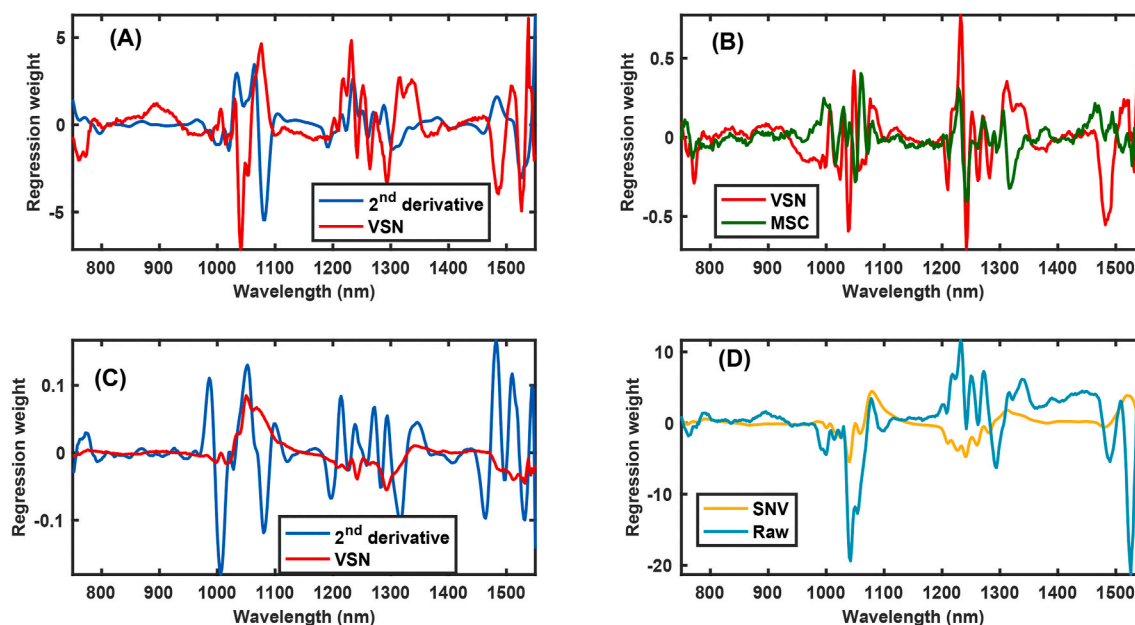 (A)
Regression weight
5
0
-5
2nd derivative
VSN
800 900 1000 1100 1200 1300 1400 1500
Wavelength (nm)
(B)
Regression weight
0.5
0
-0.5
VSN
MSC
800 900 1000 1100 1200 1300 1400 1500
Wavelength (nm)
(C)
Regression weight
0.1
0
-0.1
2nd derivative
VSN
800 900 1000 1100 1200 1300 1400 1500
Wavelength (nm)
(D)
Regression weight
10
0
-10
-20
SNV
Raw
800 900 1000 1100 1200 1300 1400 1500
Wavelength (nm)